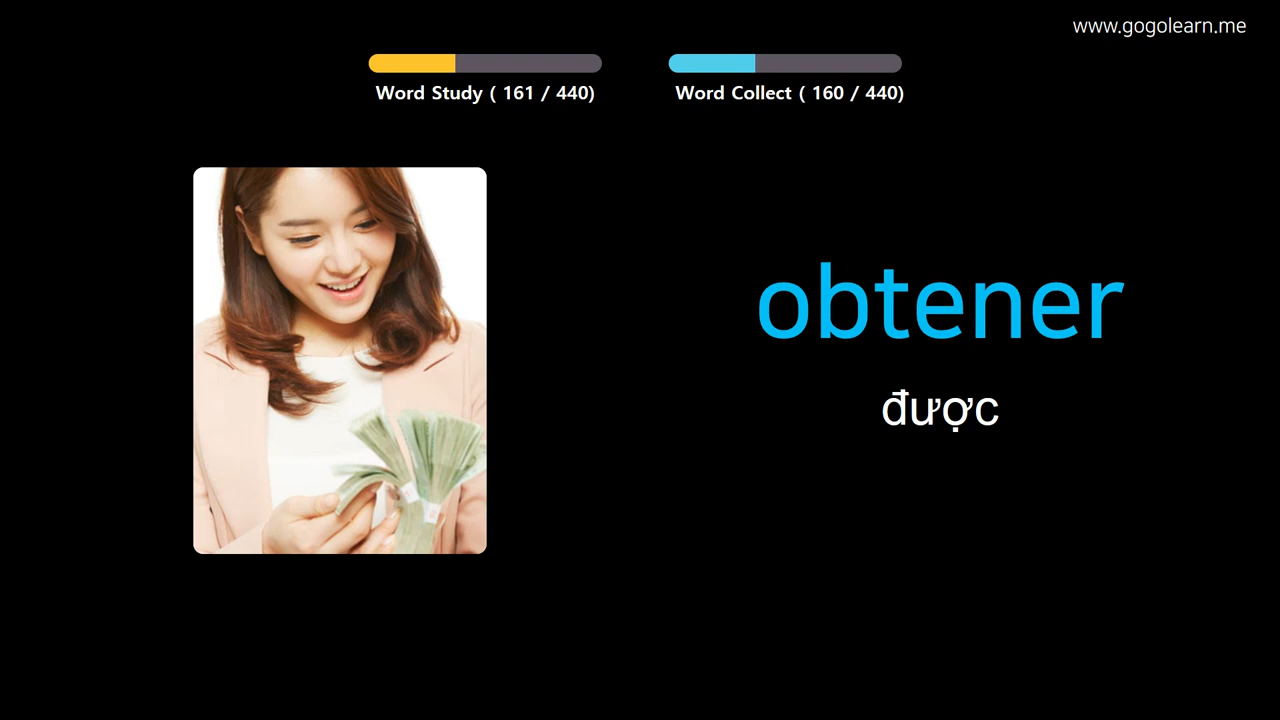 www.gogolearn.me
Word Study ( 161 / 440)
Word Collect ( 160 / 440)
obtener
được